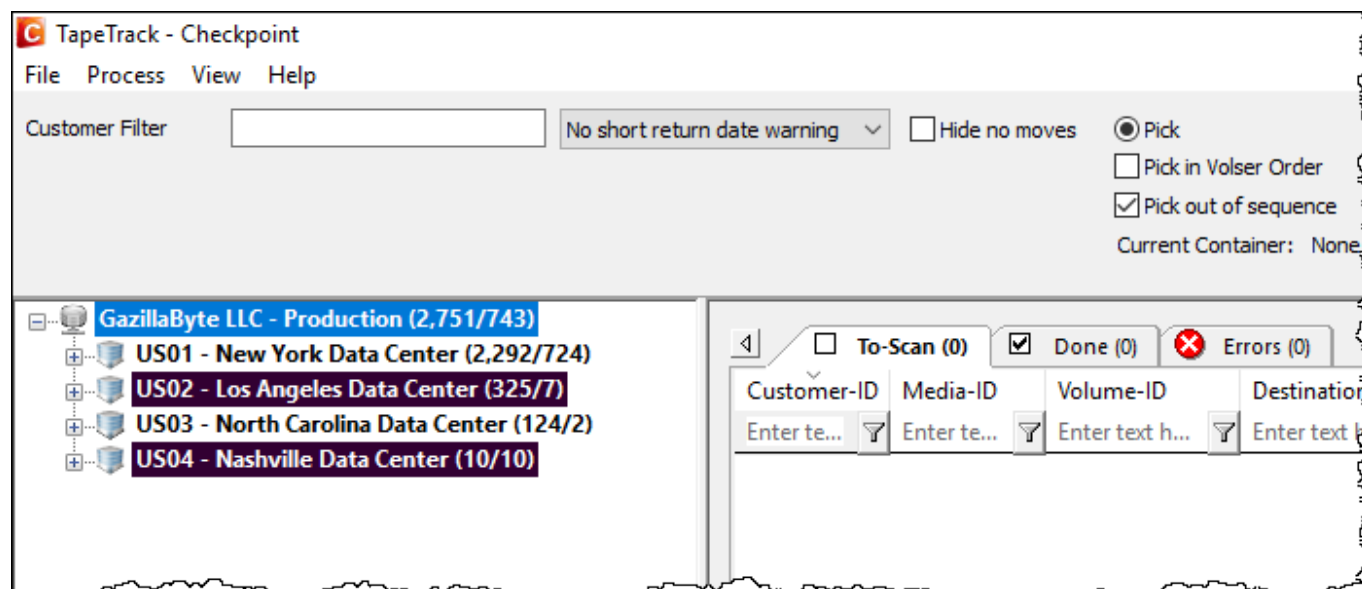 TapeTrack - Checkpoint
File Process View Help
Customer Filter No short return date warning Hide no moves Pick
Pick in Volser Order
Pick out of sequence
Current Container: None
GazillaByte LLC - Production (2,751/743)
US01 - New York Data Center (2,292/724)
US02 - Los Angeles Data Center (325/7)
US03 - North Carolina Data Center (124/2)
US04 - Nashville Data Center (10/10)
To-Scan (0) Done (0) Errors (0)
Customer-ID Media-ID Volume-ID Destination
Enter te... Enter te... Enter text h... Enter text